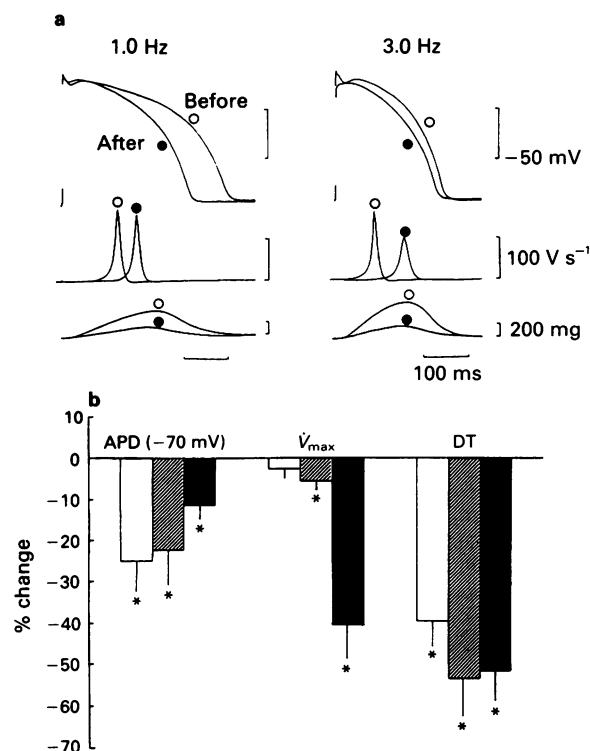 a
1.0 Hz 3.0 Hz
Before
After
−50 mV
100 V s⁻¹
200 mg
100 ms
b
10
APD (−70 mV) V̇max DT
0
−10
−20
−30
−40
−50
−60
−70
% change
* * * * * * * *